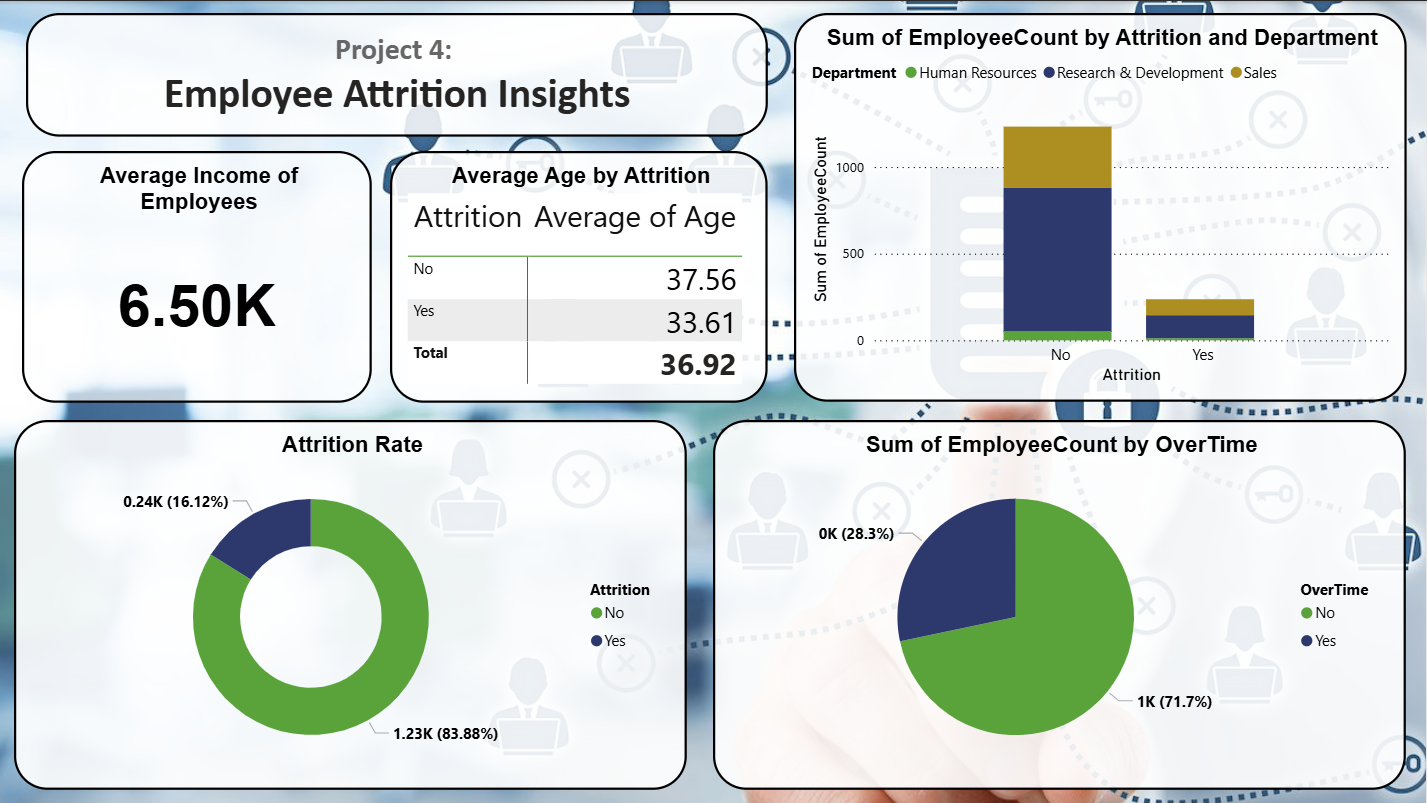 Project 4:
Employee Attrition Insights
Average Income of
Employees
6.50K
Average Age by Attrition
Attrition Average of Age
No 37.56
Yes 33.61
Total 36.92
Sum of EmployeeCount by Attrition and Department
Department Human Resources Research & Development Sales
Sum of EmployeeCount
1000
500
0
No Yes
Attrition
Attrition Rate
0.24K (16.12%)
1.23K (83.88%)
Attrition
No
Yes
Sum of EmployeeCount by OverTime
0K (28.3%)
1K (71.7%)
OverTime
No
Yes